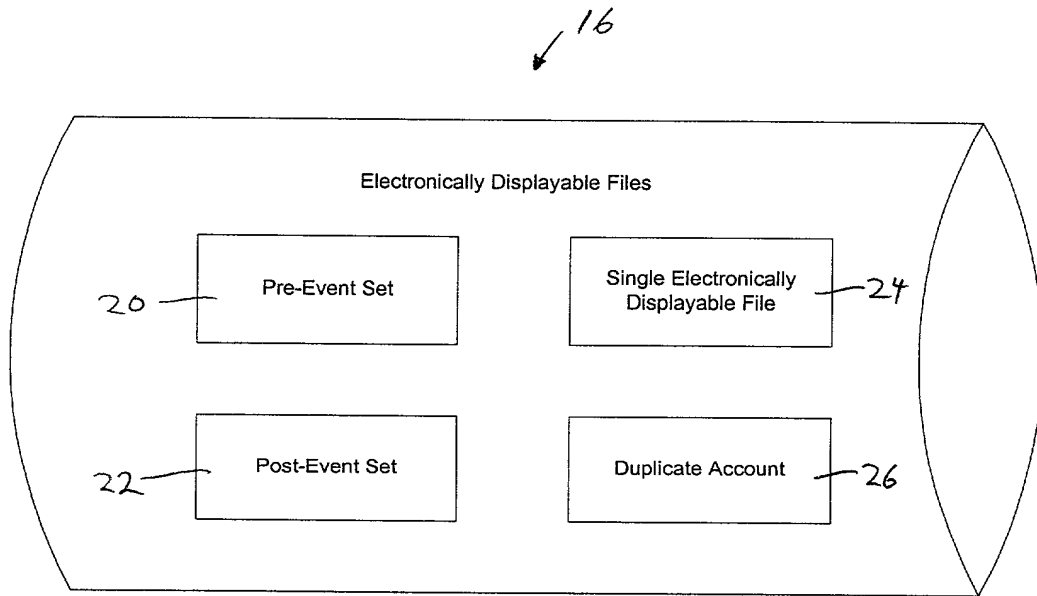 16
Electronically Displayable Files
20
Pre-Event Set
Single Electronically
Displayable File
24
22
Post-Event Set
Duplicate Account
26